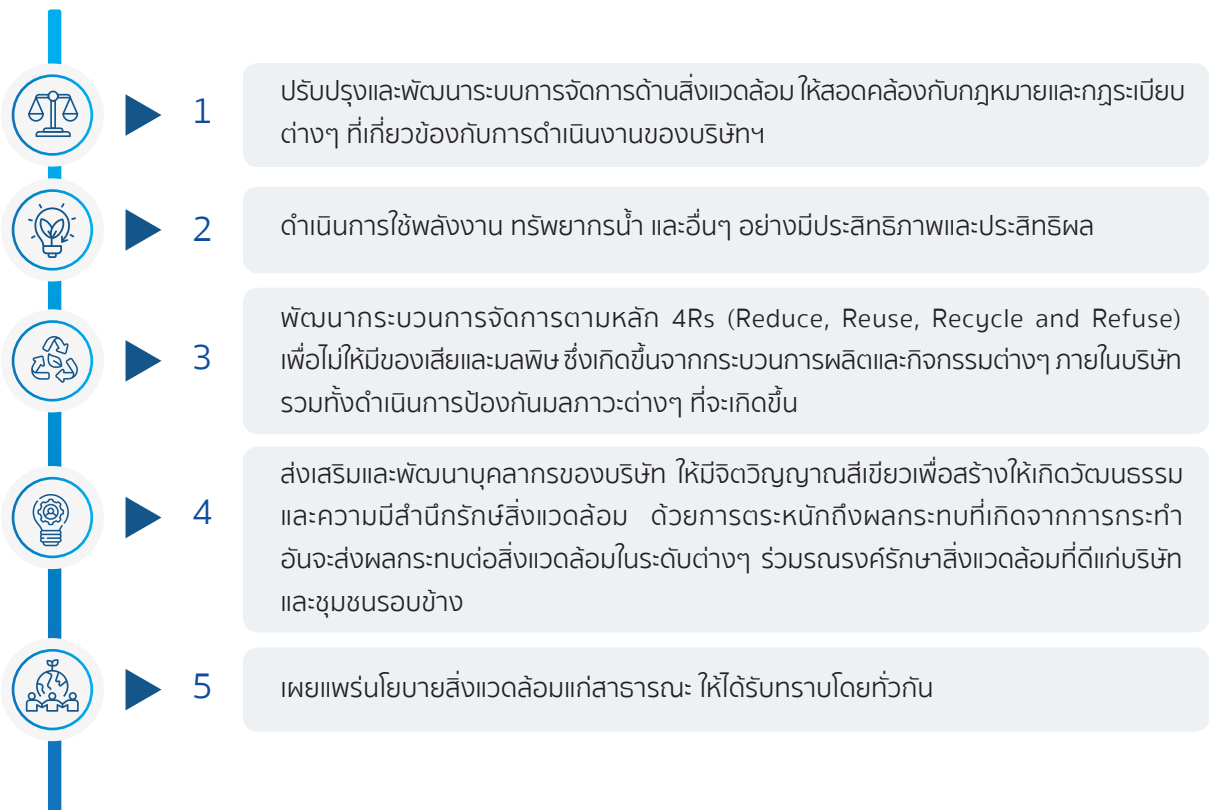 1
ปรับปรุงและพัฒนาระบบการจัดการด้านสิ่งแวดล้อม ให้สอดคล้องกับกฎหมายและกฎระเบียบ
ต่างๆ ที่เกี่ยวข้องกับการดำเนินงานของบริษัทฯ
2
ดำเนินการใช้พลังงาน ทรัพยากรน้ำ และอื่นๆ อย่างมีประสิทธิภาพและประสิทธิผล
3
พัฒนากระบวนการจัดการตามหลัก 4Rs (Reduce, Reuse, Recycle and Refuse)
เพื่อไม่ให้มีของเสียและมลพิษ ซึ่งเกิดขึ้นจากกระบวนการผลิตและกิจกรรมต่างๆ ภายในบริษัท
รวมทั้งดำเนินการป้องกันมลภาวะต่างๆ ที่จะเกิดขึ้น
4
ส่งเสริมและพัฒนาบุคลากรของบริษัท ให้มีจิตวิญญาณสีเขียวเพื่อสร้างให้เกิดวัฒนธรรม
และความมีสำนึกรักษ์สิ่งแวดล้อม ด้วยการตระหนักถึงผลกระทบที่เกิดจากการกระทำ
อันจะส่งผลกระทบต่อสิ่งแวดล้อมในระดับต่างๆ ร่วมรณรงค์รักษาสิ่งแวดล้อมที่ดีแก่บริษัท
และชุมชนรอบข้าง
5
เผยแพร่นโยบายสิ่งแวดล้อมแก่สาธารณะ ให้ได้รับทราบโดยทั่วกัน